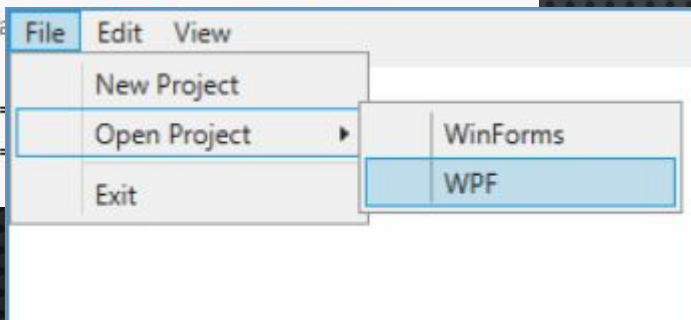 File Edit View
New Project
Open Project
WinForms
WPF
Exit